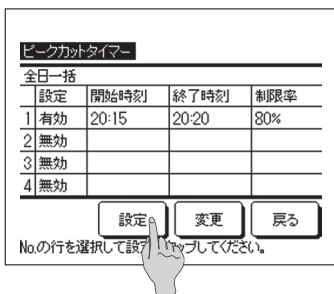 ピークカットタイマー
全日一括
設定 開始時刻 終了時刻 制限率
1 有効 20:15 20:20 80%
2 無効
3 無効
4 無効
設定 変更 戻る
No.の行を選択して設 ップしてください。